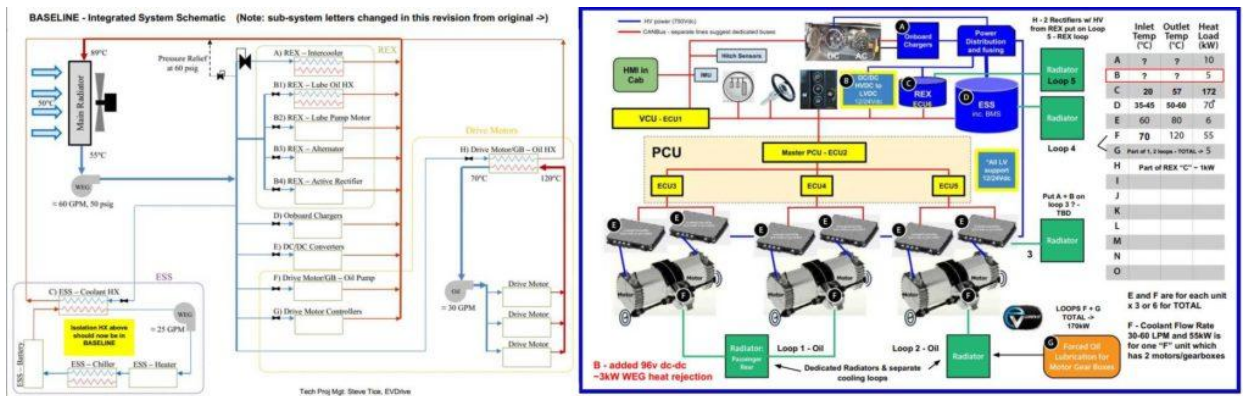 BASELINE - Integrated System Schematic (Note: sub-system letters changed in this revision from original ->)
89°C
Pressure Relief
at 60 psig
REX
A) REX – Intercooler
B1) REX – Lube Oil HX
B2) REX – Lube Pump Motor
B3) REX – Alternator
B4) REX – Active Rectifier
D) Onboard Chargers
E) DC/DC Converters
F) Drive Motor/GB – Oil Pump
G) Drive Motor Controllers
Main Radiator
50°C
55°C
WEG
≈ 60 GPM, 50 psig
Drive Motors
H) Drive Motor/GB – Oil HX
70°C
120°C
Oil
≈ 30 GPM
Drive Motor
Drive Motor
Drive Motor
ESS
C) ESS – Coolant HX
WEG
≈ 25 GPM
Isolation HX above
should now be in
BASELINE
ESS – Battery
ESS – Chiller
ESS – Heater
Tech Proj Mgt: Steve Tice, EVDrive
HV power (750Vdc)
CANBus - separate lines suggest dedicated buses
Hitch Sensors
IMU
HMI in
Cab
VCU - ECU1
DC
AC
A
Onboard
Chargers
Power
Distribution
and fusing
B
DC/DC
HVDC to
LVDC
12/24Vdc
C
REX
ECU6
D
ESS
inc. BMS
PCU
Master PCU - ECU2
ECU3
ECU4
ECU5
*All LV
support
12/24Vdc
E
E
E
E
E
E
Motor
Motor
Motor
Motor
Motor
Motor
F
F
F
H - 2 Rectifiers w/ HV
from REX put on Loop
5 - REX loop
Radiator
Loop 5
Radiator
Loop 4
Put A + B on
loop 3 ? -
TBD
Radiator
3
Inlet Temp (°C) Outlet Temp (°C) Heat Load (kW)
A ? ? 10
B ? ? 5
C 20 57 172
D 35-45 50-60 70
E 60 80 6
F 70 120 55
G Part of 1, 2 loops - TOTAL -> 5
H Part of REX "C" ~ 1kW
I
J
K
L
M
N
O
E and F are for each unit
x 3 or 6 for TOTAL
F - Coolant Flow Rate
30-60 LPM and 55kW is
for one "F" unit which
has 2 motors/gearboxes
LOOPS F + G
TOTAL ->
170kW
G
Forced Oil
Lubrication for
Motor Gear Boxes
Radiator:
Passenger
Rear
Loop 1 - Oil
Loop 2 - Oil
Radiator
Dedicated Radiators & separate
cooling loops
B - added 96v dc-dc
~3kW WEG heat rejection